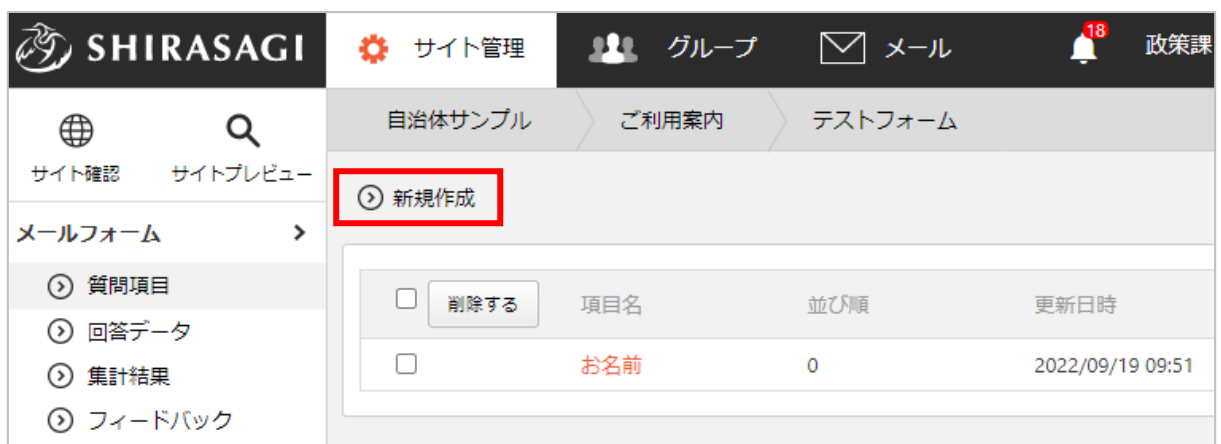 SHIRASAGI サイト管理 グループ メール 18 政策課
サイト確認 サイトプレビュー
自治体サンプル ご利用案内 テストフォーム
新規作成
メールフォーム
質問項目
回答データ
集計結果
フィードバック
削除する 項目名 並び順 更新日時
お名前 0 2022/09/19 09:51